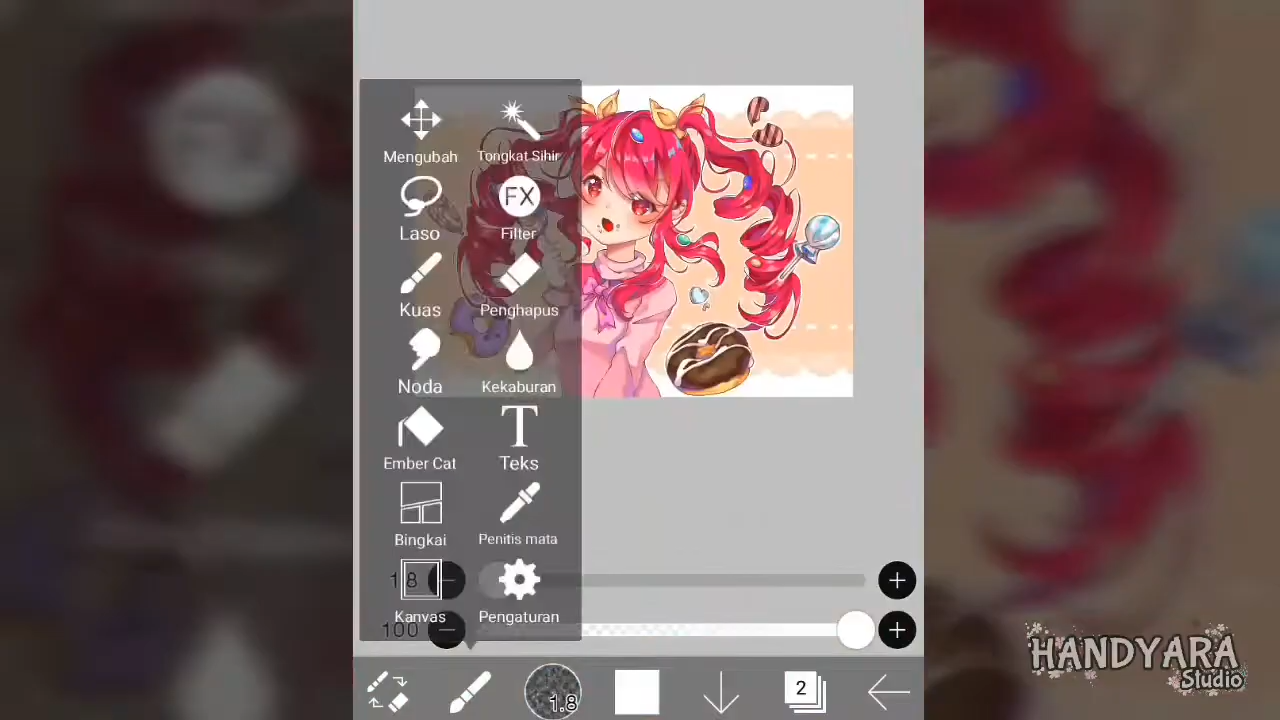 Mengubah
Tongkat Sihir
Laso
FX
Filter
Kuas
Penghapus
Noda
Kekaburan
Ember Cat
T
Teks
Bingkai
Penitis mata
1.8
Kanvas
Pengaturan
100
1.8
2
HANDYARA
Studio